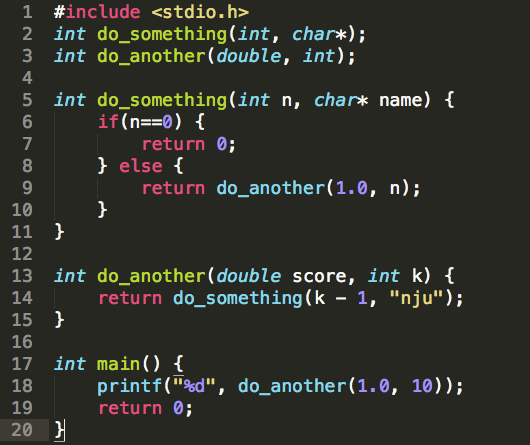 1 #include <stdio.h>
2 int do_something(int, char*);
3 int do_another(double, int);
4
5 int do_something(int n, char* name) {
6     if(n==0) {
7         return 0;
8     } else {
9         return do_another(1.0, n);
10     }
11 }
12
13 int do_another(double score, int k) {
14     return do_something(k - 1, "nju");
15 }
16
17 int main() {
18     printf("%d", do_another(1.0, 10));
19     return 0;
20 }